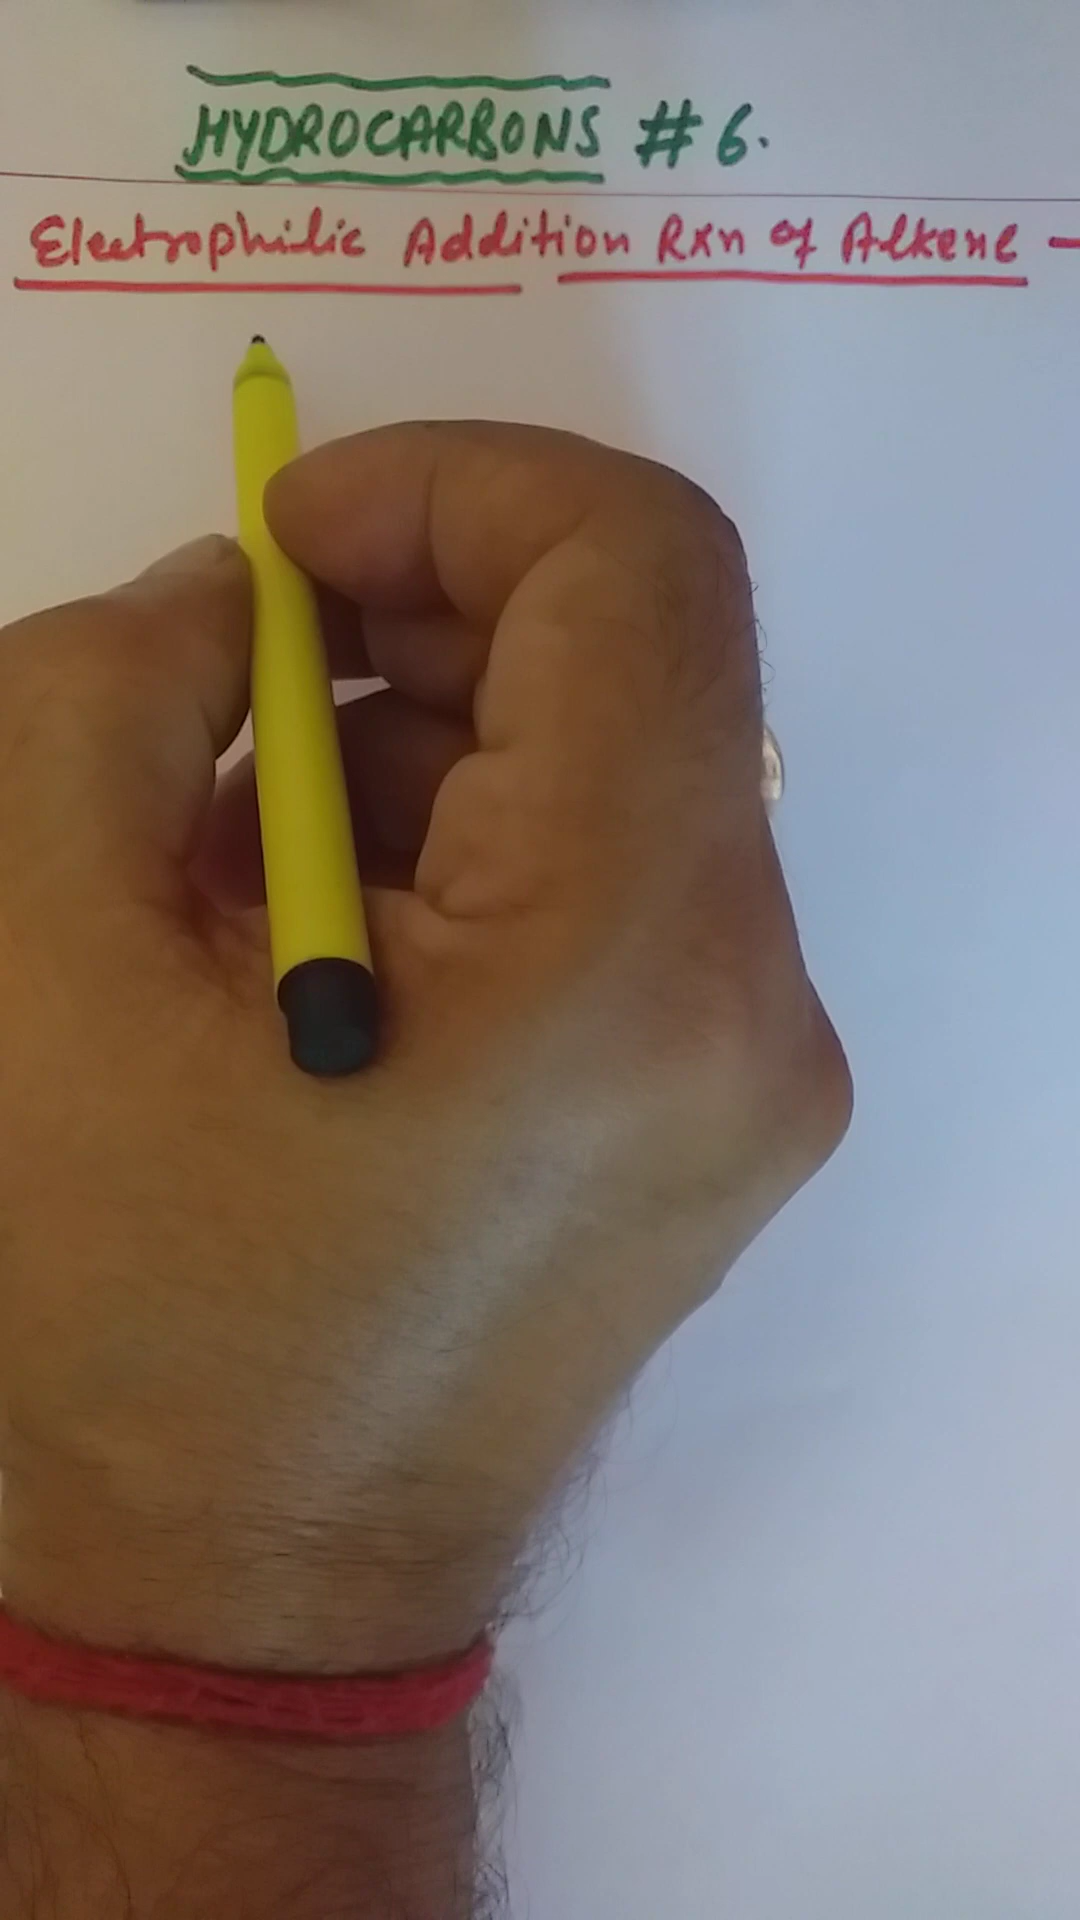 HYDROCARBONS # 6.
Electrophilic Addition Rxn of Alkene -